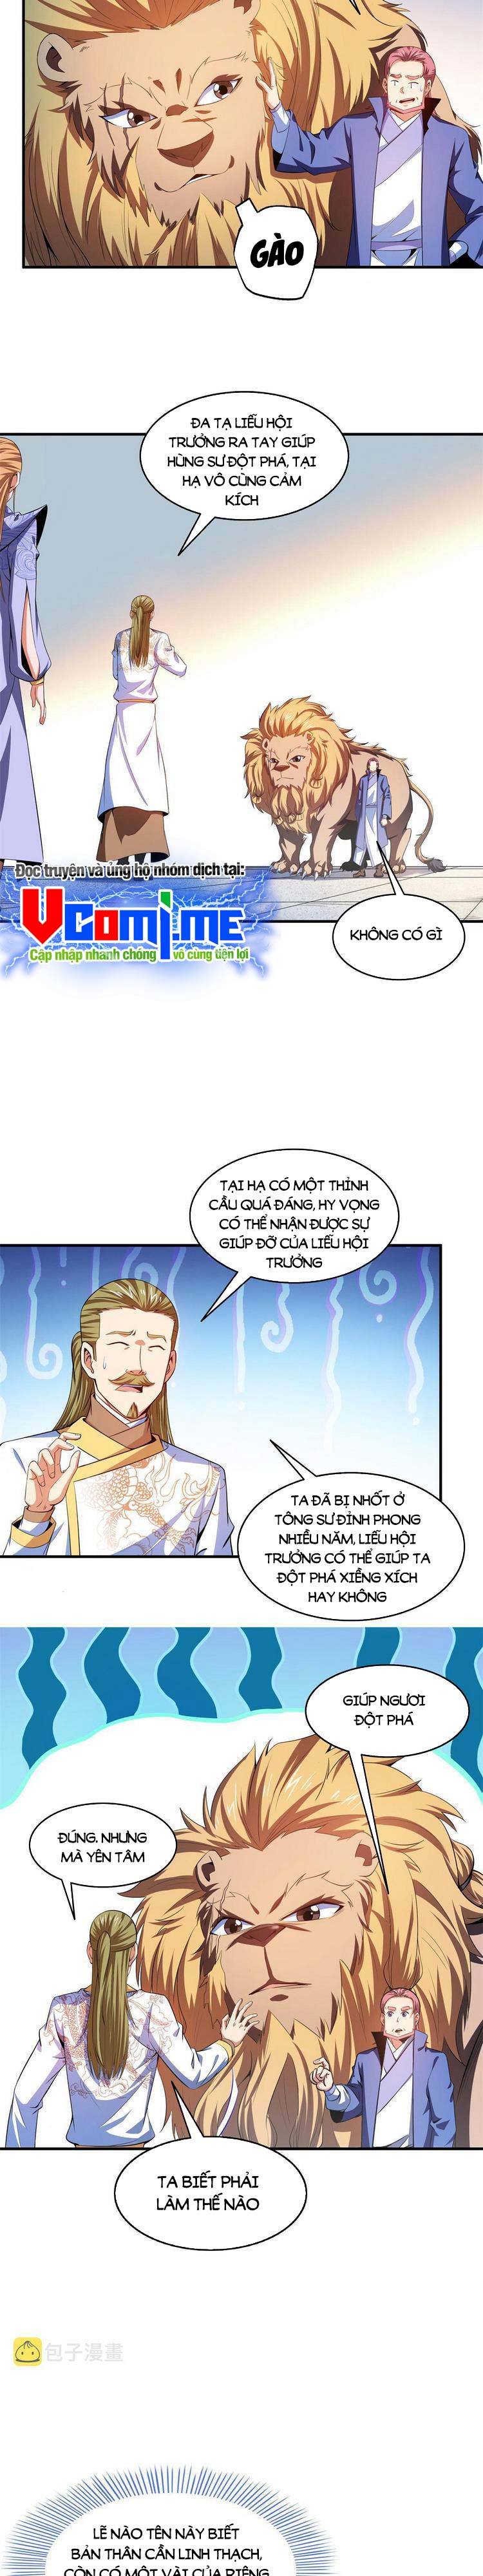 GÀO
ĐA TẠ LIỄU HỘI
TRƯỞNG RA TAY GIÚP
HÙNG SƯ ĐỘT PHÁ, TẠI
HẠ VÔ CÙNG CẢM
KÍCH
Đọc truyện và ủng hộ nhóm dịch tại:
VComi.me
Cập nhập nhanh chóng vô cùng tiện lợi
KHÔNG CÓ GÌ
TẠI HẠ CÓ MỘT THỈNH
CẦU QUÁ ĐÁNG, HY VỌNG
CÓ THỂ NHẬN ĐƯỢC SỰ
GIÚP ĐỠ CỦA LIỄU HỘI
TRƯỞNG
TA ĐÃ BỊ NHỐT Ở
TÔNG SƯ ĐỈNH PHONG
NHIỀU NĂM, LIỄU HỘI
TRƯỞNG CÓ THỂ GIÚP TA
ĐỘT PHÁ XIỀNG XÍCH
HAY KHÔNG
GIÚP NGƯƠI
ĐỘT PHÁ
ĐÚNG. NHƯNG
MÀ YÊN TÂM
TA BIẾT PHẢI
LÀM THẾ NÀO
包子漫畫
LẼ NÀO TÊN NÀY BIẾT
BẢN THÂN CẦN LINH THẠCH,
CÒN CÓ MỘT VÀI CỦA RIÊNG